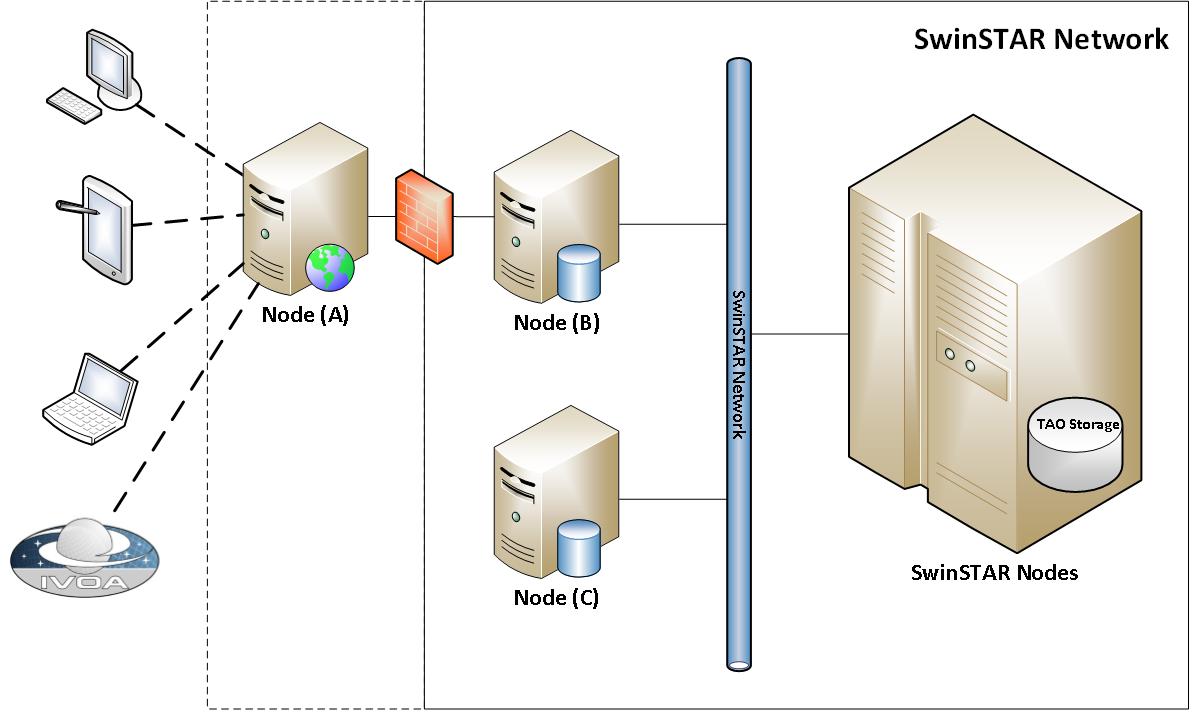 SwinSTAR Network
Node (A)
Node (B)
SwinSTAR Network
TAO Storage
IVOA
SwinSTAR Nodes
Node (C)